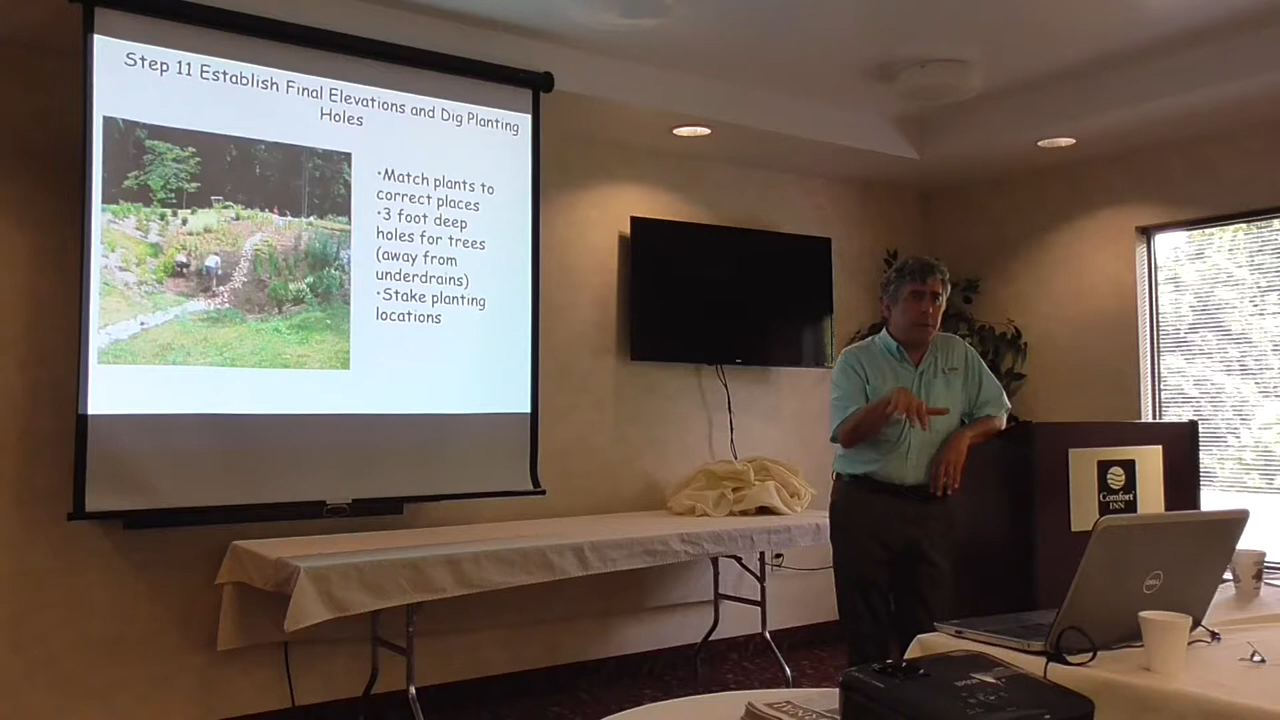 Step 11 Establish Final Elevations and Dig Planting
Holes
•Match plants to
correct places
•3 foot deep
holes for trees
(away from
underdrains)
•Stake planting
locations
Comfort
INN
DELL
EPSON